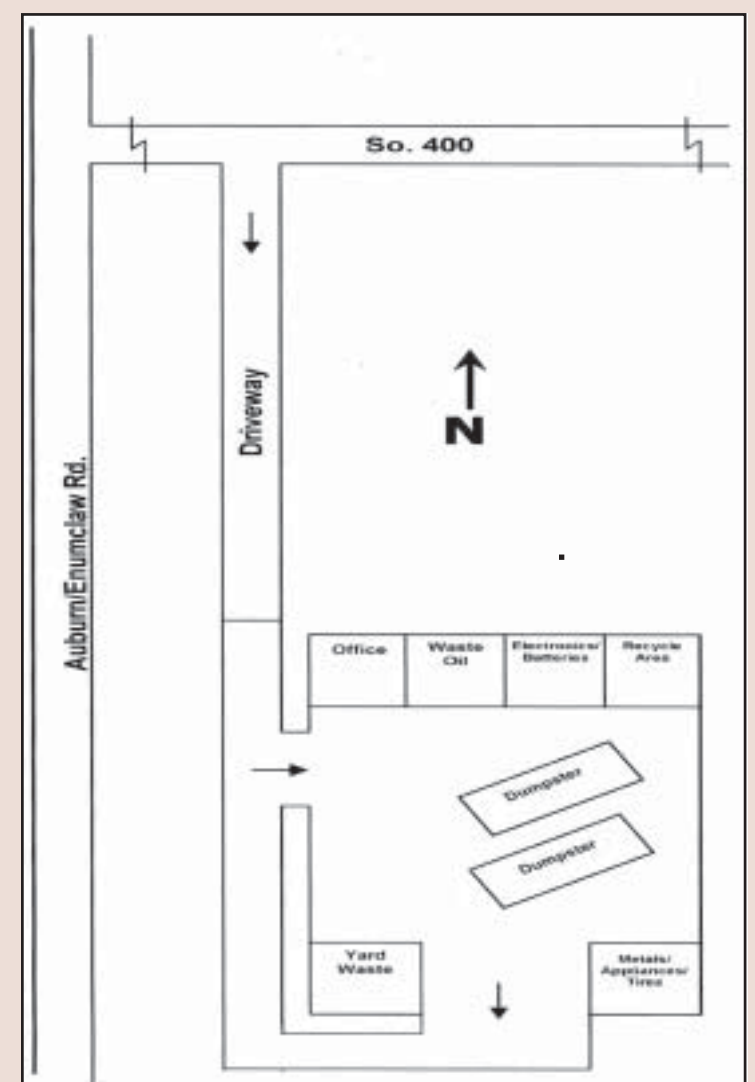 So. 400
Driveway
N
Auburn/Enumclaw Rd.
Office
Waste
Oil
Electronics/
Batteries
Recycle
Area
Dumpster
Dumpster
Yard
Waste
Metals/
Appliances/
Tires